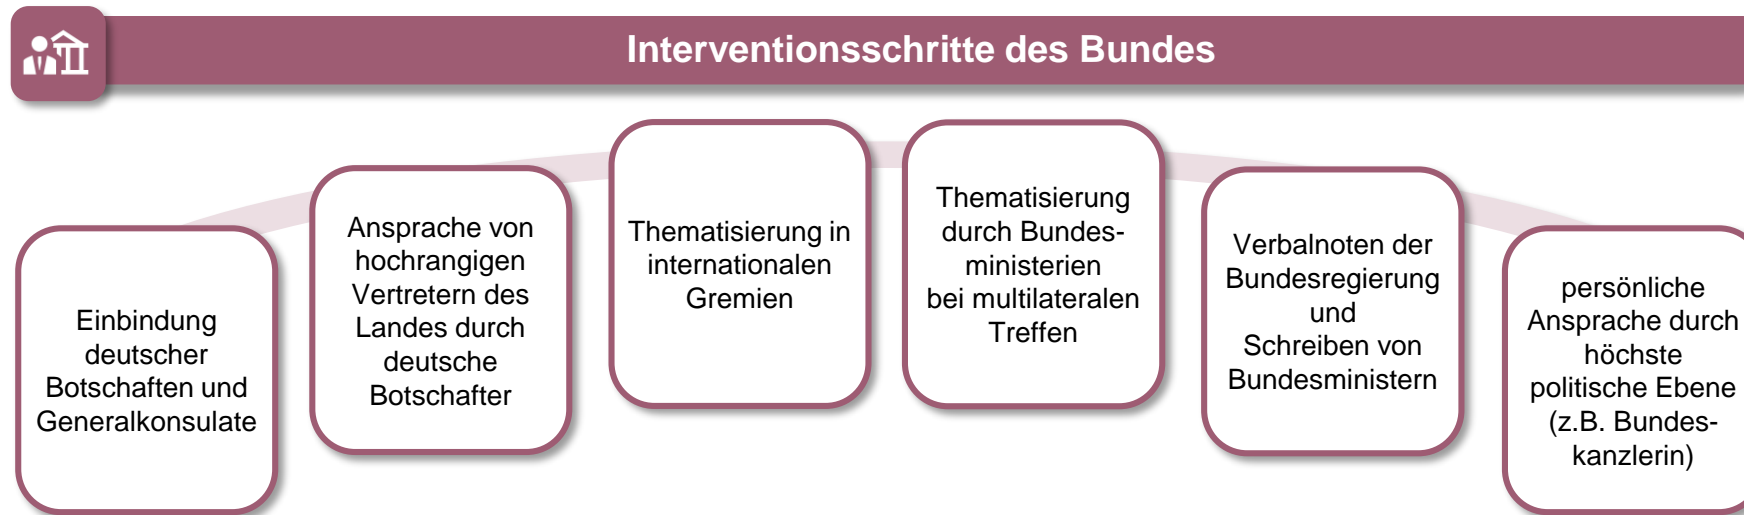 Interventionsschritte des Bundes
Einbindung
deutscher
Botschaften und
Generalkonsulate
Ansprache von
hochrangigen
Vertretern des
Landes durch
deutsche
Botschafter
Thematisierung in
internationalen
Gremien
Thematisierung
durch Bundes-
ministerien
bei multilateralen
Treffen
Verbalnoten der
Bundesregierung
und
Schreiben von
Bundesministern
persönliche
Ansprache durch
höchste
politische Ebene
(z.B. Bundes-
kanzlerin)